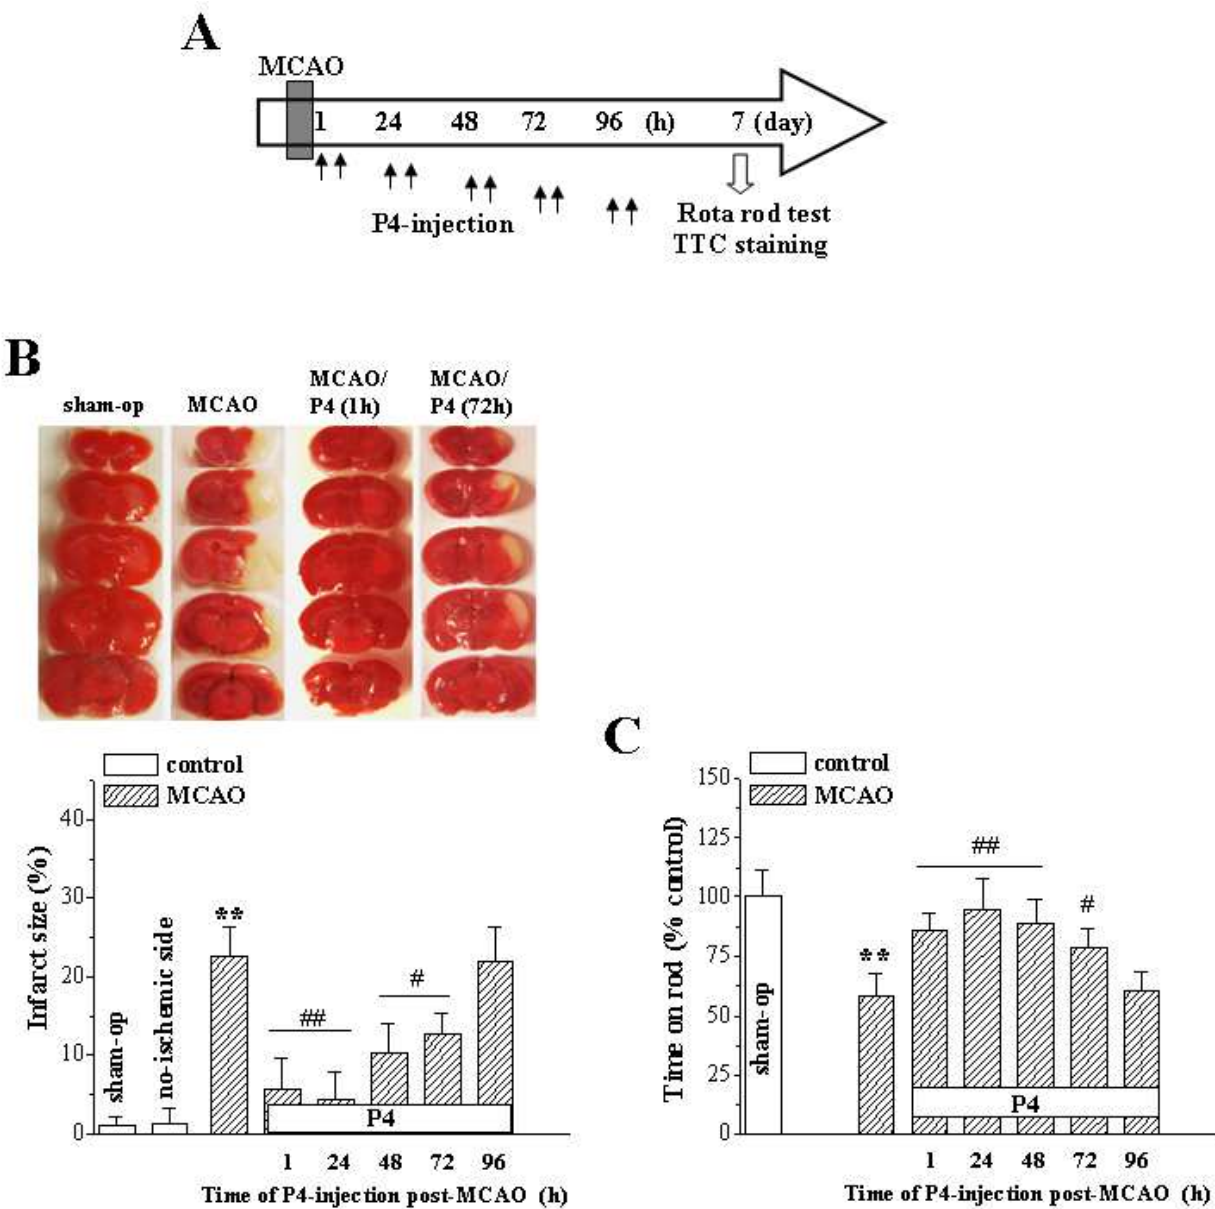 A
MCAO
1 24 48 72 96 (h) 7 (day)
P4-injection
Rota rod test
TTC staining
B
sham-op
MCAO
MCAO/
P4 (1h)
MCAO/
P4 (72h)
control
MCAO
Infarct size (%)
40
30
20
10
0
sham-op
no-ischemic side
**
##
#
P4
1 24 48 72 96
Time of P4-injection post-MCAO (h)
C
control
MCAO
Time on rod (% control)
150
125
100
75
50
25
0
sham-op
**
##
#
P4
1 24 48 72 96
Time of P4-injection post-MCAO (h)